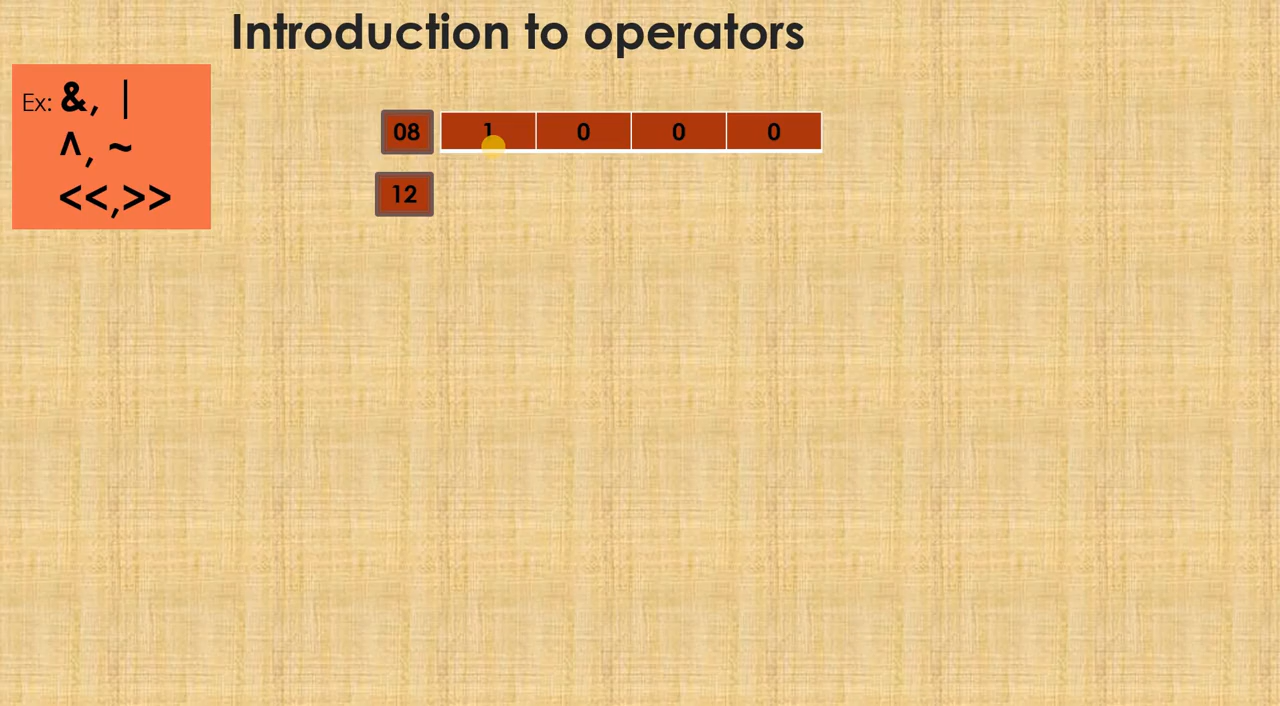 Introduction to operators
Ex: &, |
^, ~
<<,>>
08 1 0 0 0
12